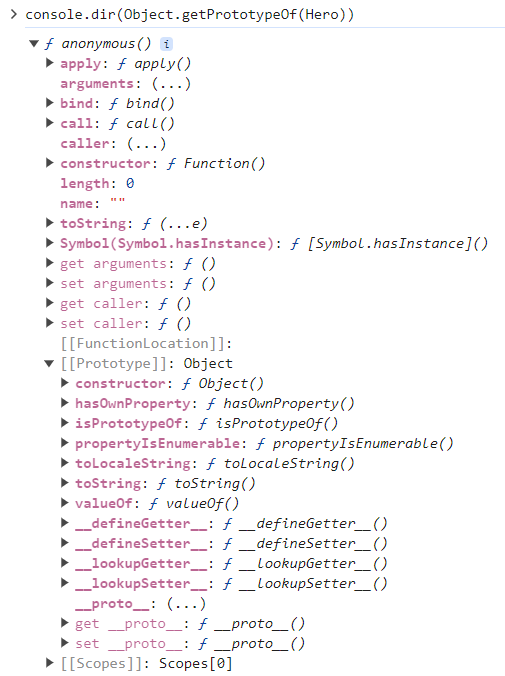 > console.dir(Object.getPrototypeOf(Hero))
▼ ƒ anonymous() i
▶ apply: ƒ apply()
arguments: (...)
▶ bind: ƒ bind()
▶ call: ƒ call()
caller: (...)
▶ constructor: ƒ Function()
length: 0
name: ""
▶ toString: ƒ (...e)
▶ Symbol(Symbol.hasInstance): ƒ [Symbol.hasInstance]()
▶ get arguments: ƒ ()
▶ set arguments: ƒ ()
▶ get caller: ƒ ()
▶ set caller: ƒ ()
[[FunctionLocation]]:
▼ [[Prototype]]: Object
▶ constructor: ƒ Object()
▶ hasOwnProperty: ƒ hasOwnProperty()
▶ isPrototypeOf: ƒ isPrototypeOf()
▶ propertyIsEnumerable: ƒ propertyIsEnumerable()
▶ toLocaleString: ƒ toLocaleString()
▶ toString: ƒ toString()
▶ valueOf: ƒ valueOf()
▶ __defineGetter__: ƒ __defineGetter__()
▶ __defineSetter__: ƒ __defineSetter__()
▶ __lookupGetter__: ƒ __lookupGetter__()
▶ __lookupSetter__: ƒ __lookupSetter__()
__proto__: (...)
▶ get __proto__: ƒ __proto__()
▶ set __proto__: ƒ __proto__()
▶ [[Scopes]]: Scopes[0]